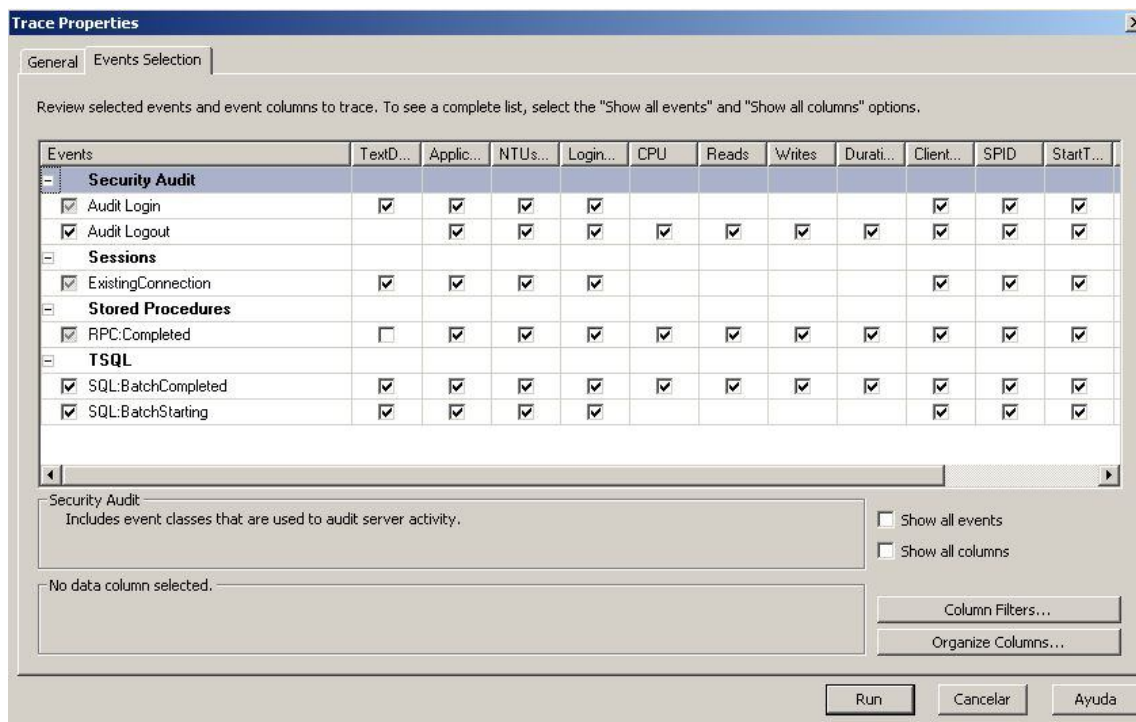 Trace Properties
General Events Selection
Review selected events and event columns to trace. To see a complete list, select the "Show all events" and "Show all columns" options.
Events TextD... Applic... NTUs... Login... CPU Reads Writes Durati... Client... SPID StartT...
Security Audit
Audit Login
Audit Logout
Sessions
ExistingConnection
Stored Procedures
RPC:Completed
TSQL
SQL:BatchCompleted
SQL:BatchStarting
Security Audit
Includes event classes that are used to audit server activity.
Show all events
Show all columns
No data column selected.
Column Filters...
Organize Columns...
Run Cancelar Ayuda